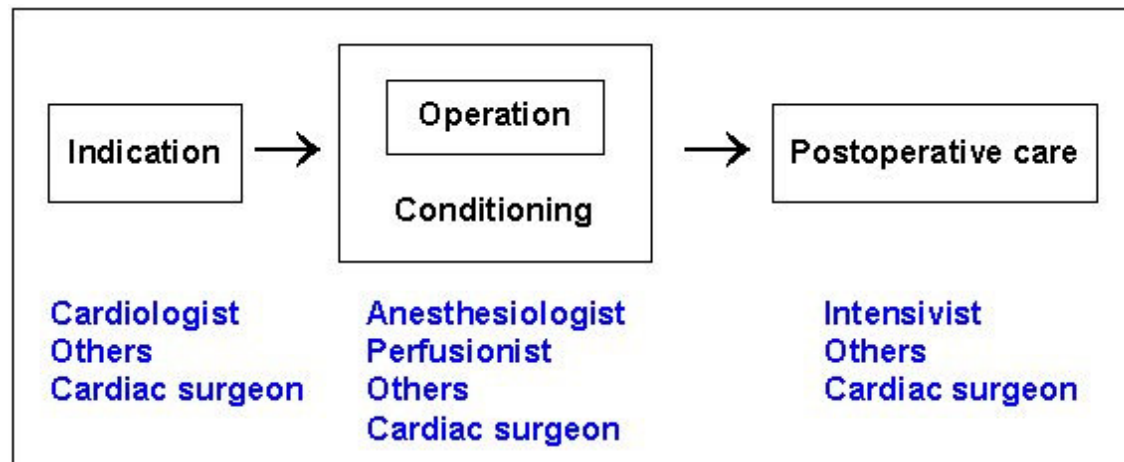 Indication
Operation
Conditioning
Postoperative care
Cardiologist
Others
Cardiac surgeon
Anesthesiologist
Perfusionist
Others
Cardiac surgeon
Intensivist
Others
Cardiac surgeon